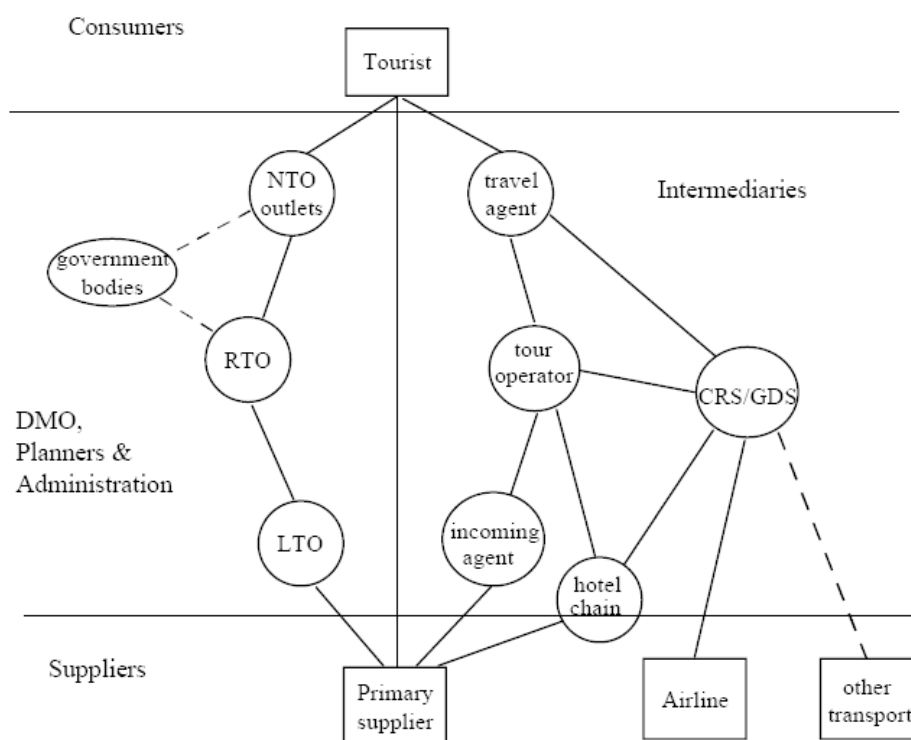 Consumers
Tourist
NTO
outlets
travel
agent
Intermediaries
government
bodies
RTO
tour
operator
CRS/GDS
DMO,
Planners &
Administration
LTO
incoming
agent
hotel
chain
Suppliers
Primary
supplier
Airline
other
transport